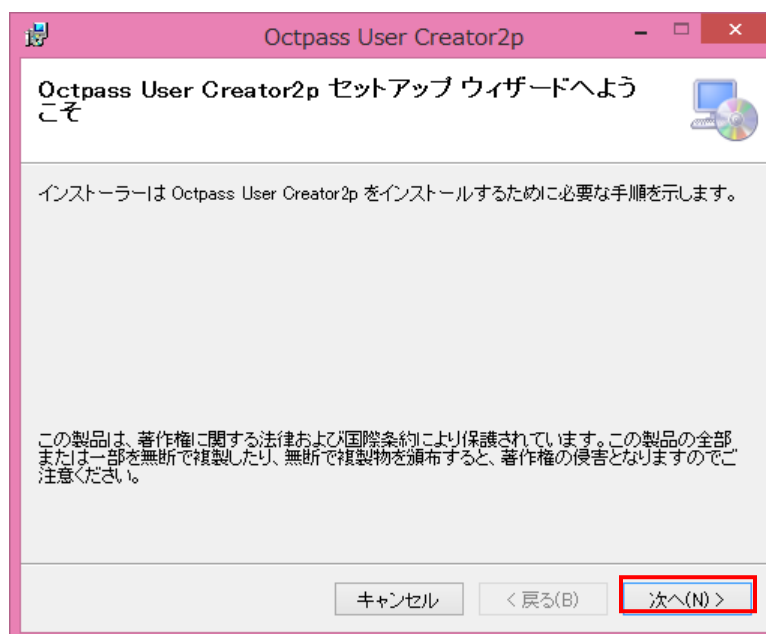 Octpass User Creator2p
Octpass User Creator2p セットアップ ウィザードへよう
こそ
インストーラーは Octpass User Creator2p をインストールするために必要な手順を示します。
この製品は、著作権に関する法律および国際条約により保護されています。この製品の全部
または一部を無断で複製したり、無断で複製物を頒布すると、著作権の侵害となりますのでご
注意ください。
キャンセル
< 戻る(B)
次へ(N) >